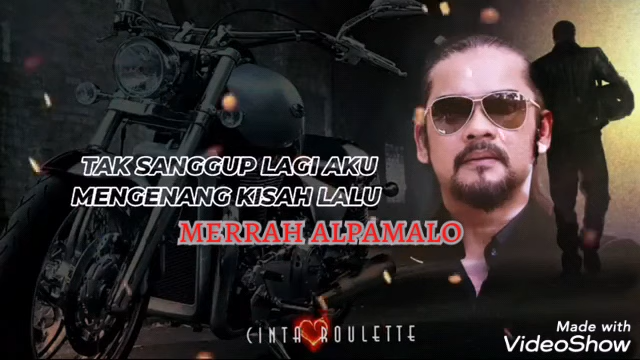 TAK SANGGUP LAGI AKU
MENGENANG KISAH LALU
MERRAH ALPAMALO
CINTA ROULETTE
Made with
VideoShow